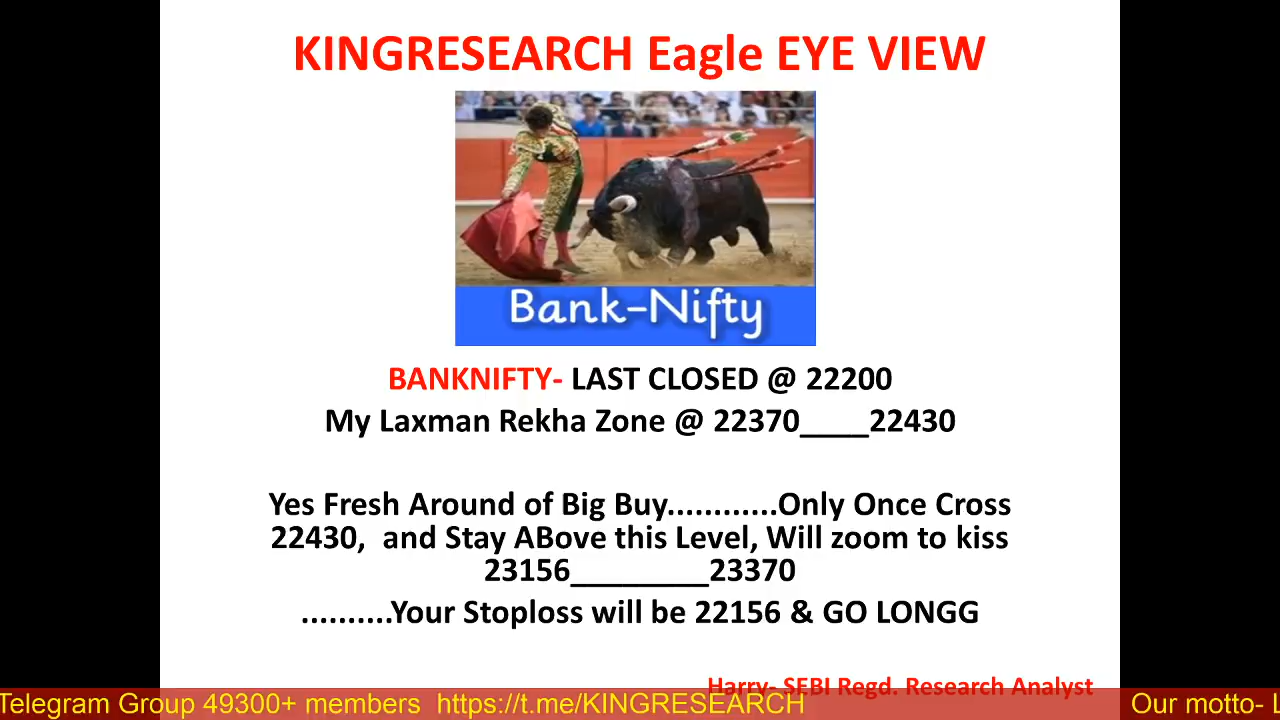 KINGRESEARCH Eagle EYE VIEW
Bank-Nifty
BANKNIFTY- LAST CLOSED @ 22200
My Laxman Rekha Zone @ 22370____22430
Yes Fresh Around of Big Buy............Only Once Cross
22430,  and Stay ABove this Level, Will zoom to kiss
23156________23370
..........Your Stoploss will be 22156 & GO LONGG
Harry- SEBI Regd. Research Analyst
Telegram Group 49300+ members  https://t.me/KINGRESEARCH
Our motto- L